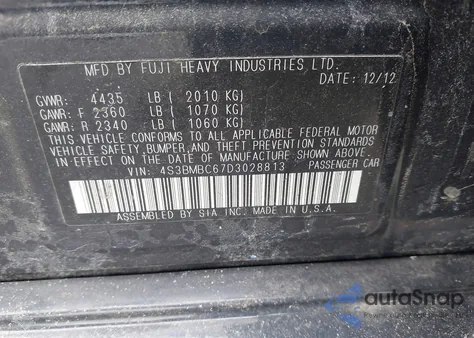 MFD BY FUJI HEAVY INDUSTRIES LTD.
DATE: 12/12
GVWR: 4435 LB ( 2010 KG)
GAWR: F 2360 LB ( 1070 KG)
GAWR: R 2340 LB ( 1060 KG)
THIS VEHICLE CONFORMS TO ALL APPLICABLE FEDERAL MOTOR
VEHICLE SAFETY, BUMPER, AND THEFT PREVENTION STANDARDS
IN EFFECT ON THE DATE OF MANUFACTURE SHOWN ABOVE.
VIN: 4S3BMBC67D3028813 PASSENGER CAR
ASSEMBLED BY SIA INC. MADE IN U.S.A.
autoSnap